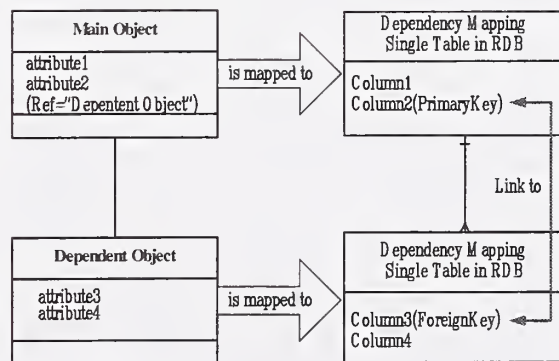 Main Object
attribute1
attribute2
(Ref="Depentent Object")
is mapped to
Dependency Mapping
Single Table in RDB
Column1
Column2(PrimaryKey)
Link to
Dependent Object
attribute3
attribute4
is mapped to
Dependency Mapping
Single Table in RDB
Column3(ForeignKey)
Column4